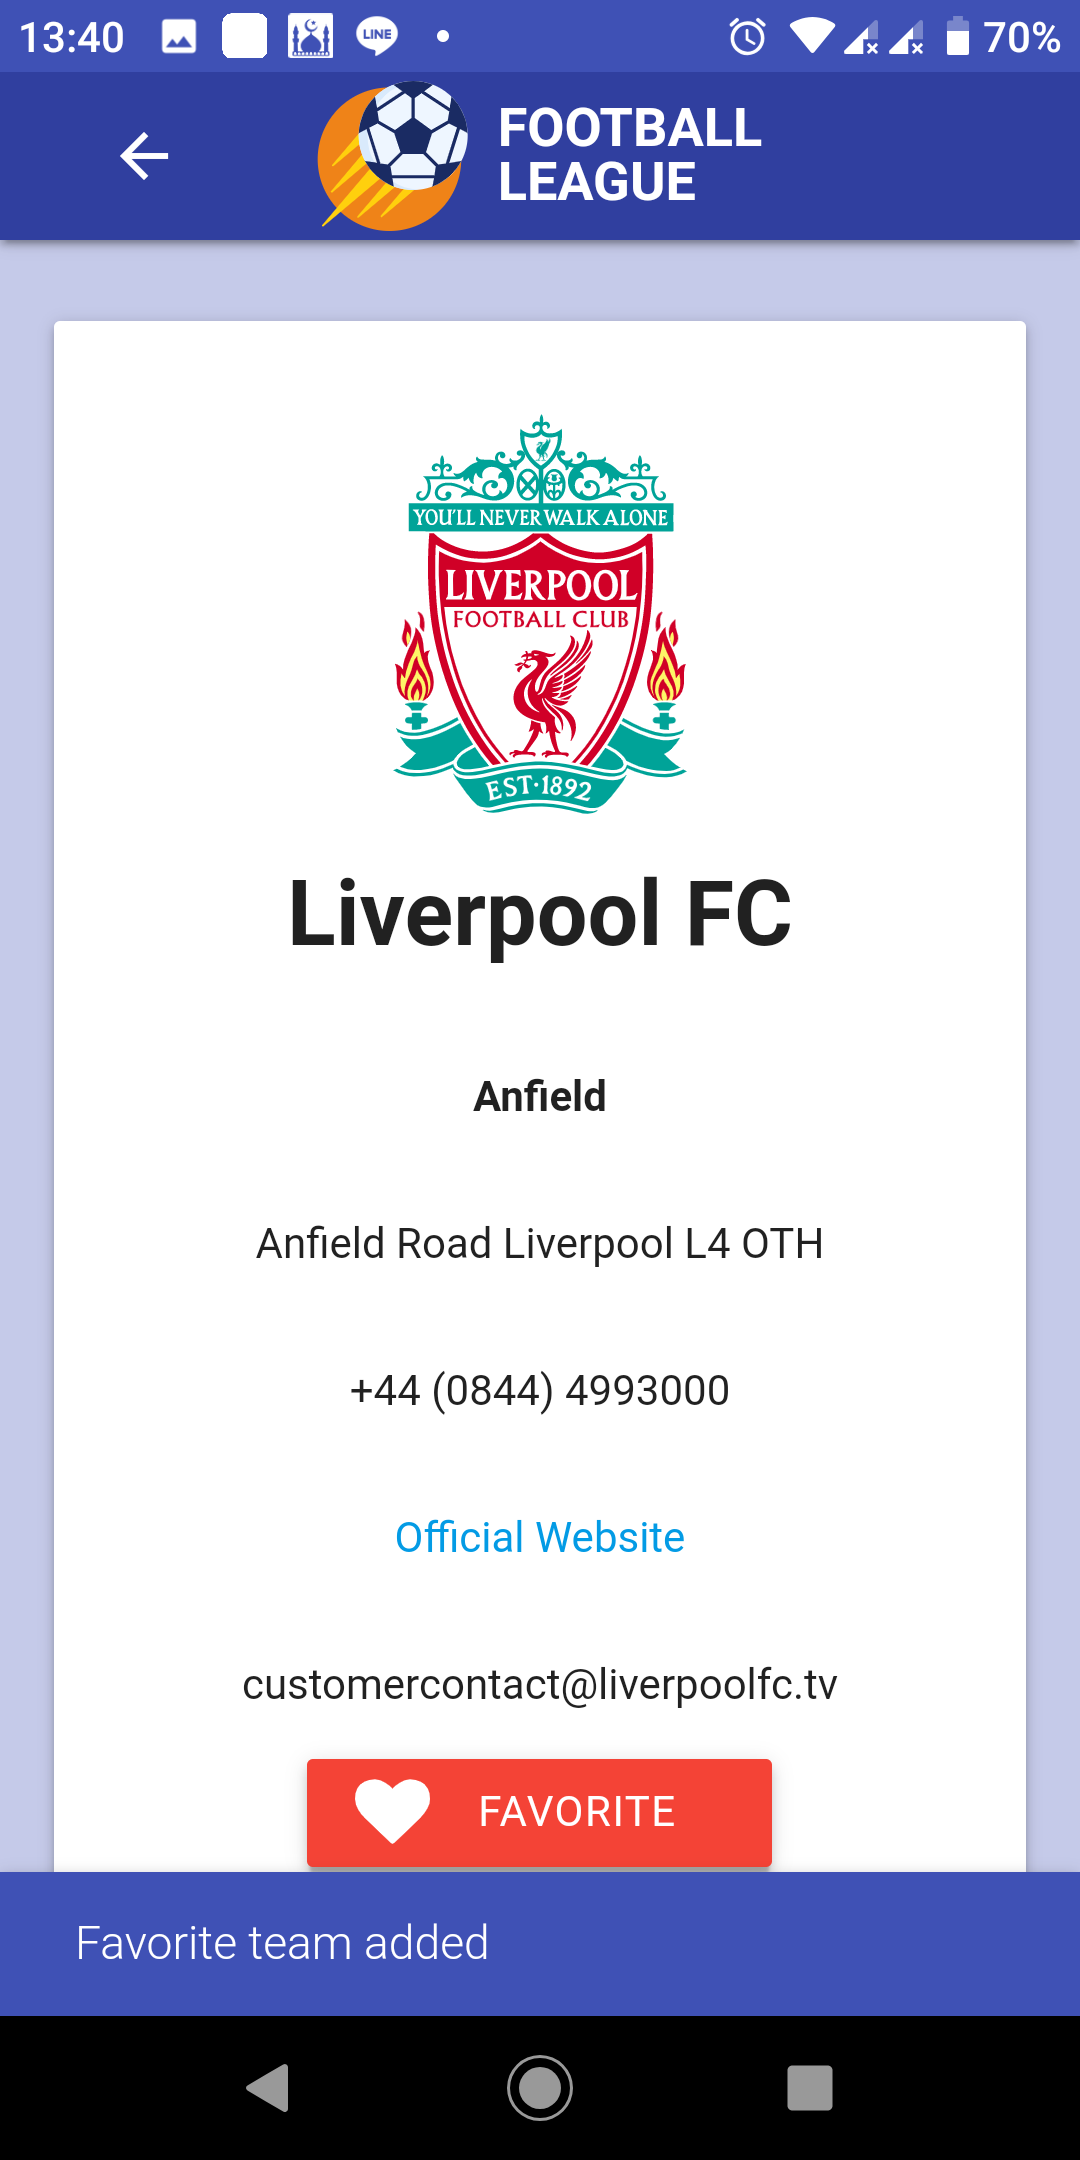 13:40
LINE
70%
FOOTBALL
LEAGUE
YOU'LL NEVER WALK ALONE
LIVERPOOL
FOOTBALL CLUB
EST·1892
Liverpool FC
Anfield
Anfield Road Liverpool L4 OTH
+44 (0844) 4993000
Official Website
customercontact@liverpoolfc.tv
FAVORITE
Favorite team added